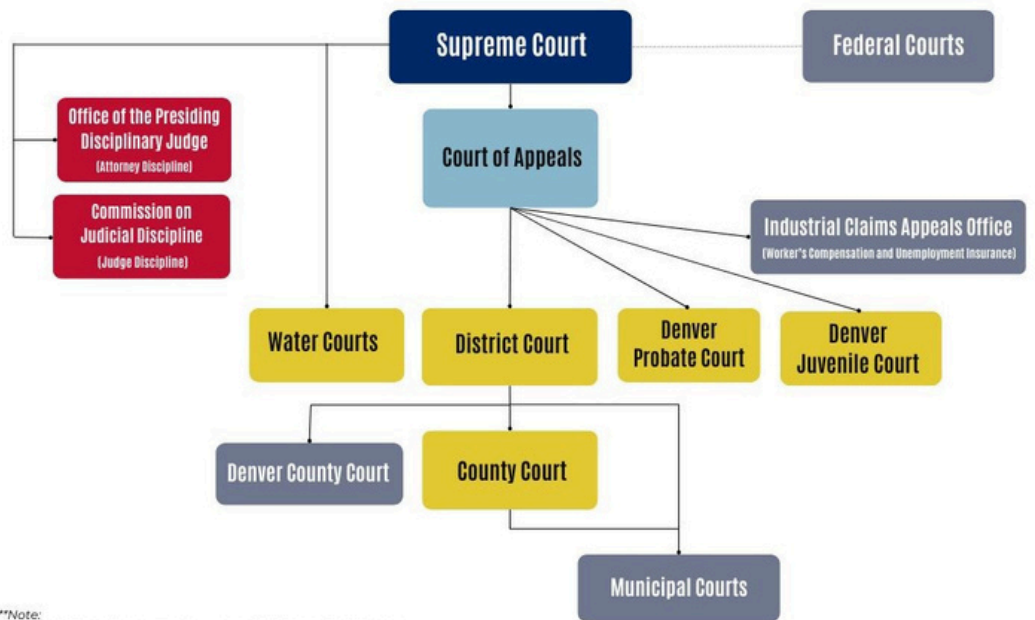 Supreme Court
Federal Courts
Office of the Presiding
Disciplinary Judge
(Attorney Discipline)
Court of Appeals
Commission on
Judicial Discipline
(Judge Discipline)
Industrial Claims Appeals Office
(Worker's Compensation and Unemployment Insurance)
Water Courts
District Court
Denver
Probate Court
Denver
Juvenile Court
Denver County Court
County Court
Municipal Courts
**Note: